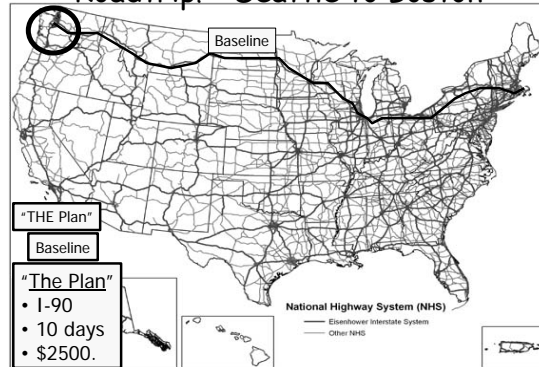 Roadtrip! - Seattle to Boston
Baseline
"THE Plan"
Baseline
"The Plan"
• I-90
• 10 days
• $2500.
National Highway System (NHS)
Eisenhower Interstate System
Other NHS